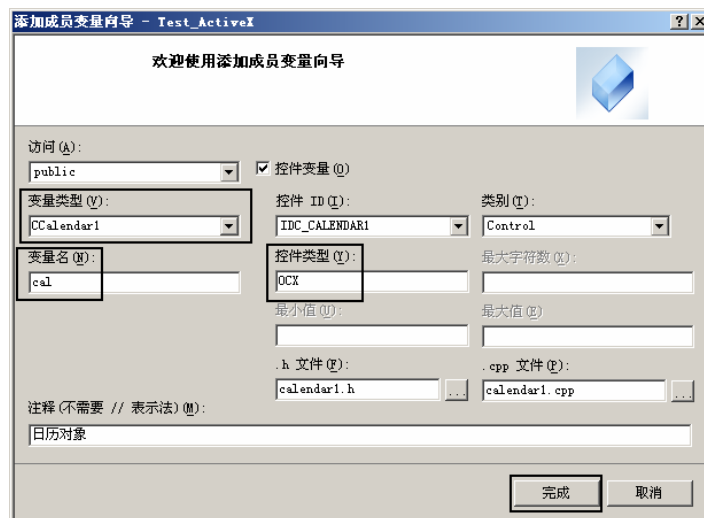 添加成员变量向导 - Test_ActiveX
欢迎使用添加成员变量向导
访问(A):
public
控件变量(O)
变量类型(V):
控件 ID(I):
类别(T):
CCalendar1
IDC_CALENDAR1
Control
变量名(N):
控件类型(Y):
最大字符数(X):
cal
OCX
最小值(U):
最大值(E)
.h 文件(F):
.cpp 文件(P):
calendar1.h
...
calendar1.cpp
...
注释(不需要 // 表示法)(M):
日历对象
完成
取消